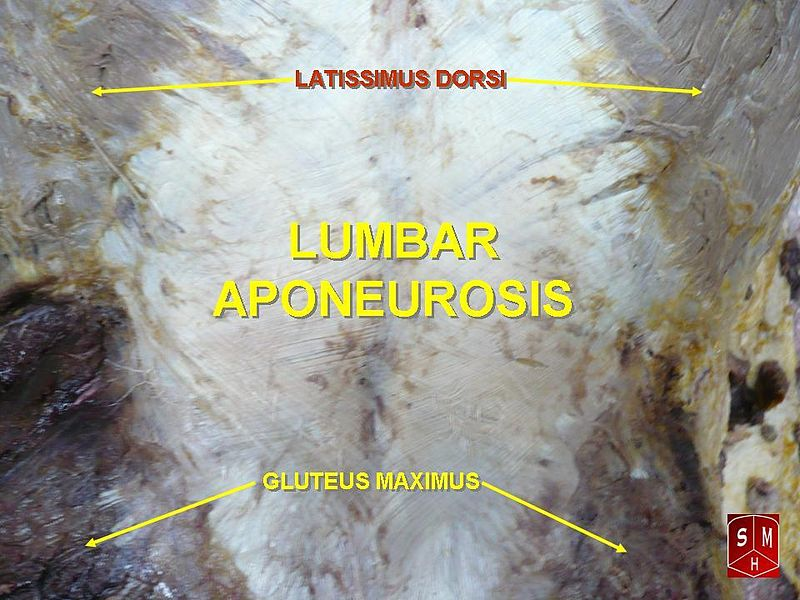 LATISSIMUS DORSI
LUMBAR
APONEUROSIS
GLUTEUS MAXIMUS
S M
H